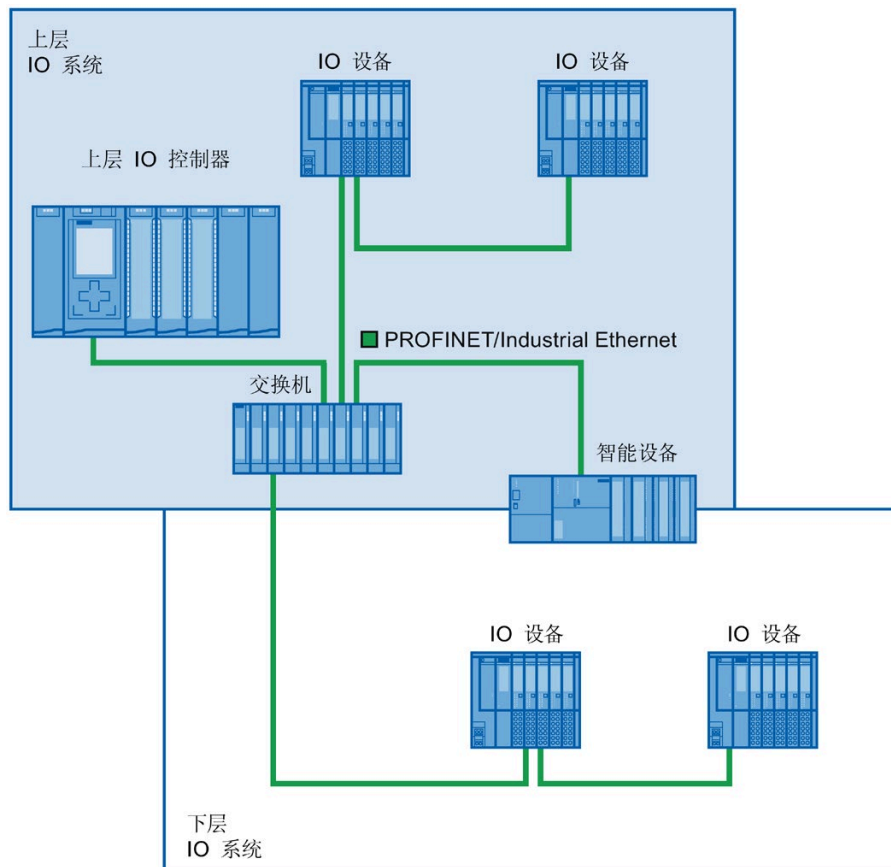 上层
IO 系统
IO 设备
IO 设备
上层 IO 控制器
PROFINET/Industrial Ethernet
交换机
智能设备
IO 设备
IO 设备
下层
IO 系统